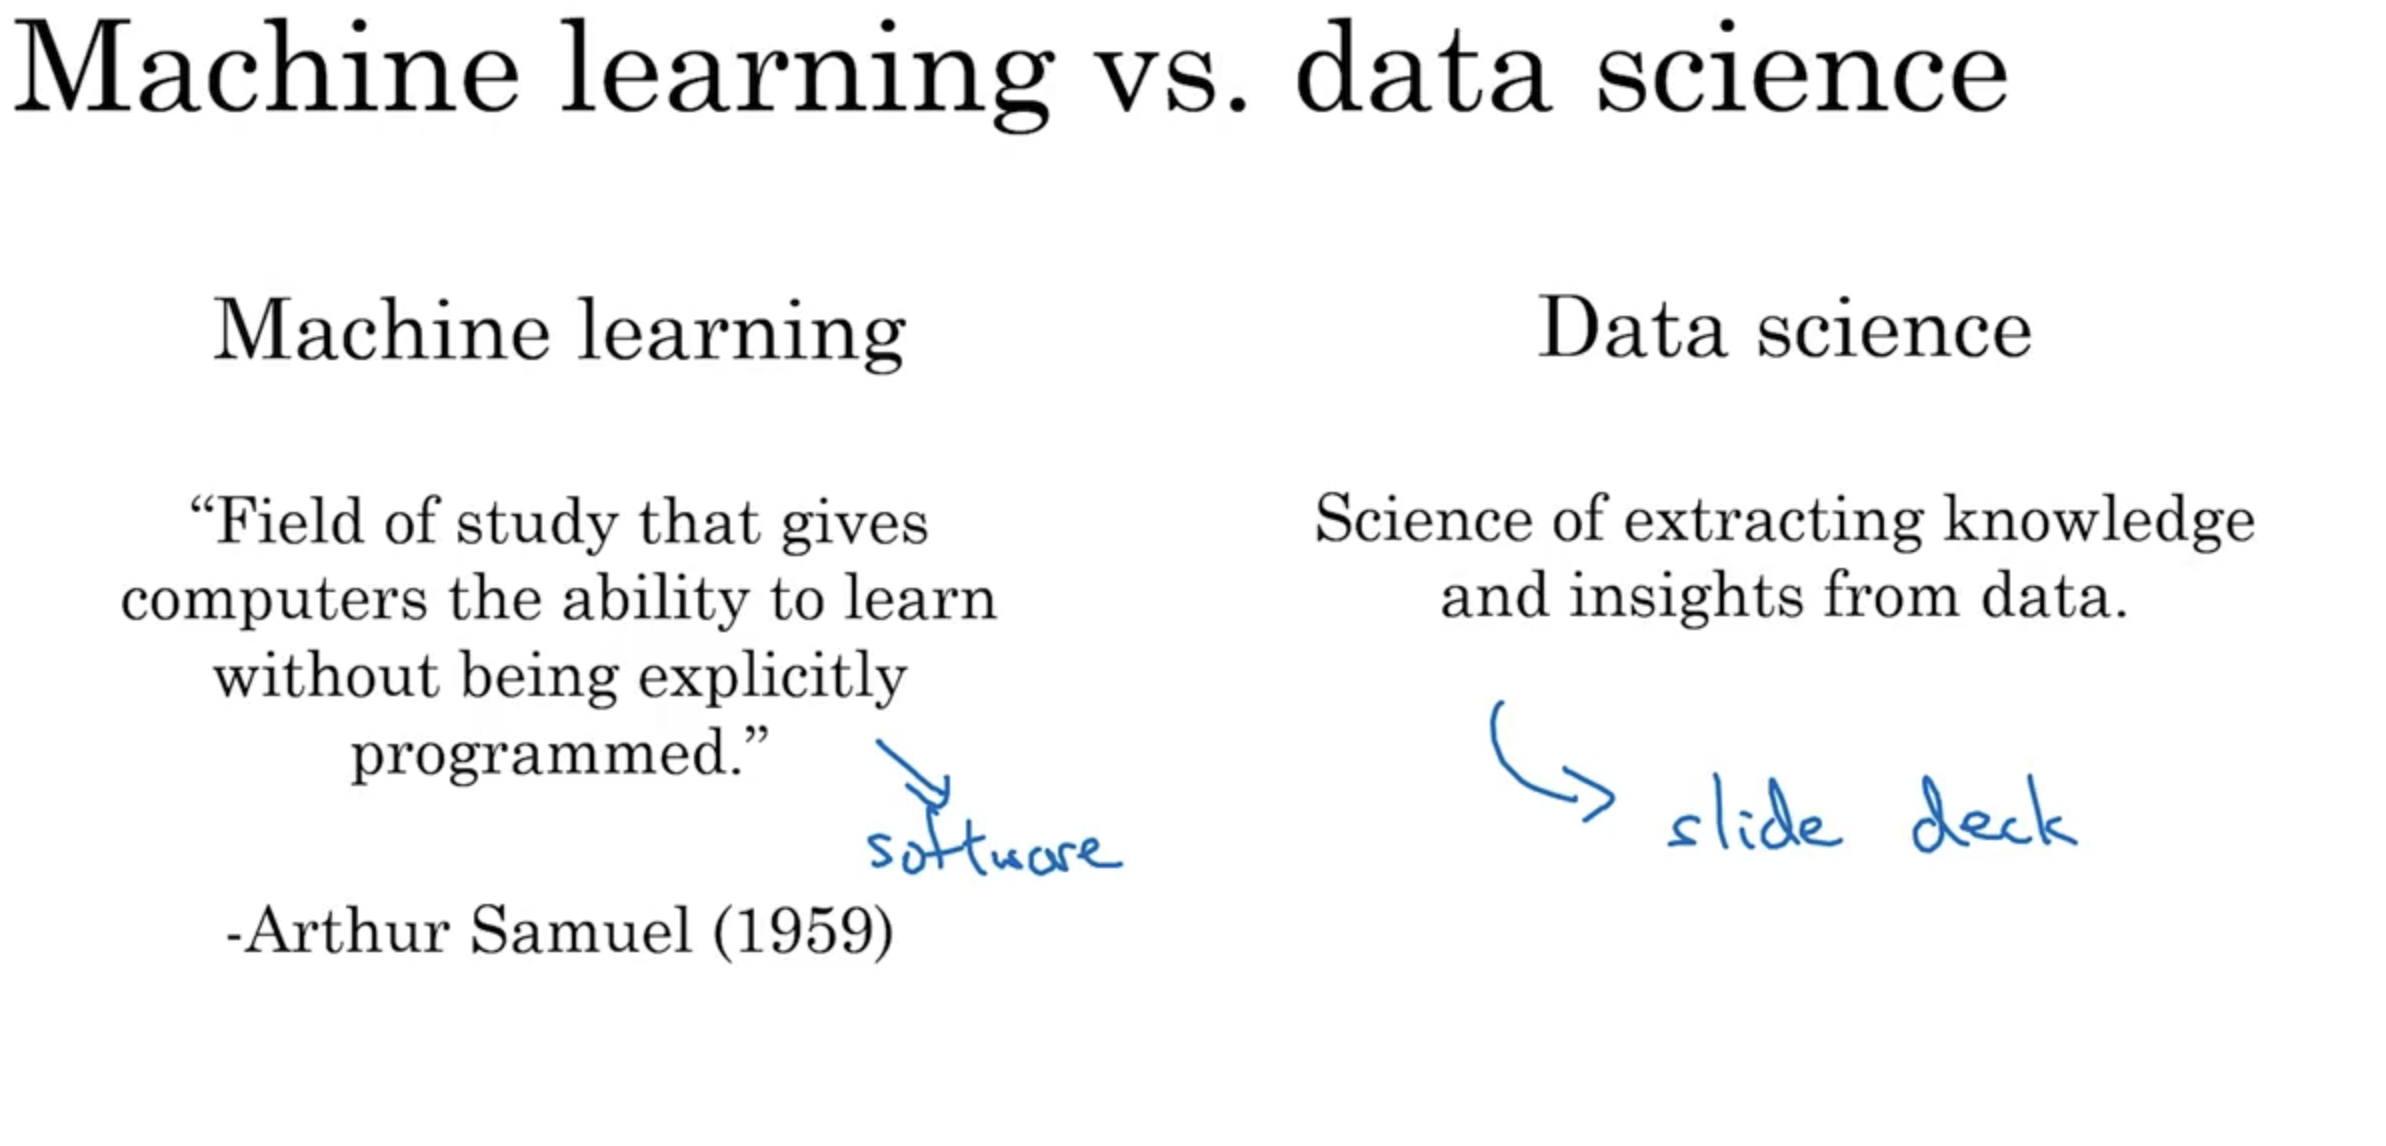 Machine learning vs. data science
Machine learning
“Field of study that gives
computers the ability to learn
without being explicitly
programmed.”
software
-Arthur Samuel (1959)
Data science
Science of extracting knowledge
and insights from data.
slide deck